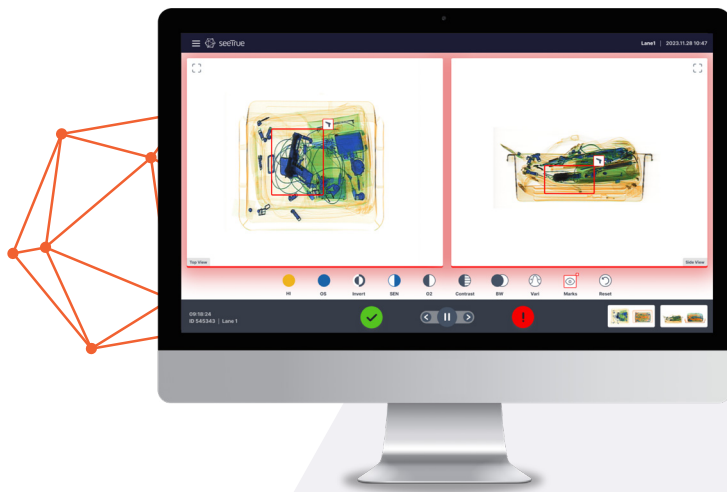 seeTrue
Lane1 | 2023.11.28 10:47
Top View
Side View
HI
OS
Invert
SEN
O2
Contrast
BW
Vari
Marks
Reset
09:18:24
ID 545343 | Lane 1